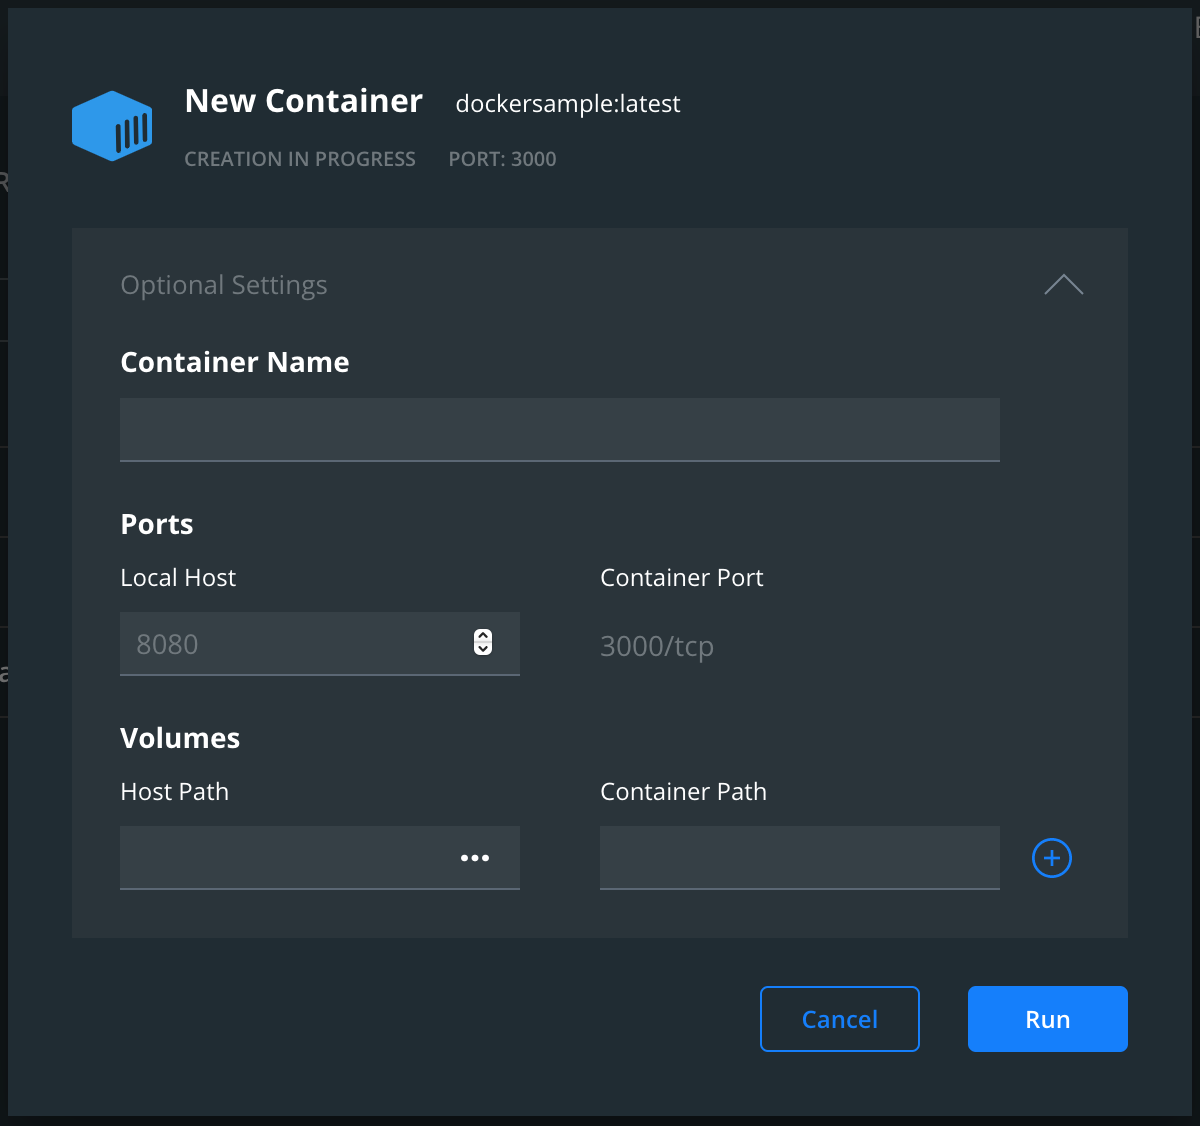 New Container dockersample:latest
CREATION IN PROGRESS PORT: 3000
Optional Settings
Container Name
Ports
Local Host Container Port
8080 3000/tcp
Volumes
Host Path Container Path
Cancel Run